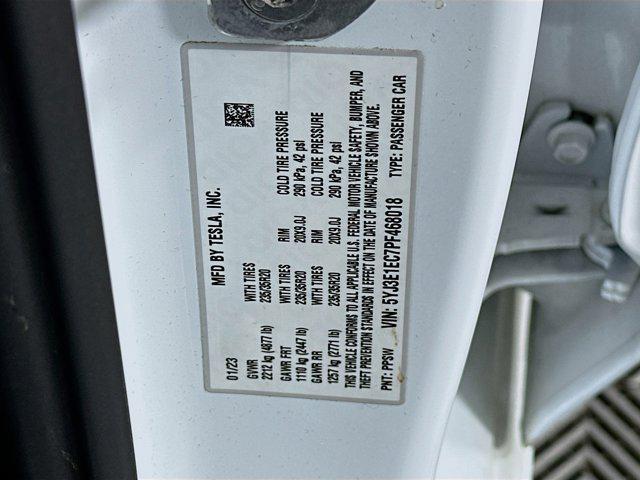 MFD BY TESLA, INC.
01/23
GVWR WITH TIRES RIM COLD TIRE PRESSURE
2212 kg (4877 lb) 235/35R20 20X9.0J 290 kPa, 42 psi
GAWR FRT WITH TIRES RIM COLD TIRE PRESSURE
1110 kg (2447 lb) 235/35R20 20X9.0J 290 kPa, 42 psi
GAWR RR
1257 kg (2771 lb)
THIS VEHICLE CONFORMS TO ALL APPLICABLE U.S. FEDERAL MOTOR VEHICLE SAFETY, BUMPER, AND
THEFT PREVENTION STANDARDS IN EFFECT ON THE DATE OF MANUFACTURE SHOWN ABOVE.
VIN: 5YJ3E1EC7PF468018 TYPE: PASSENGER CAR
PNT: PPSW